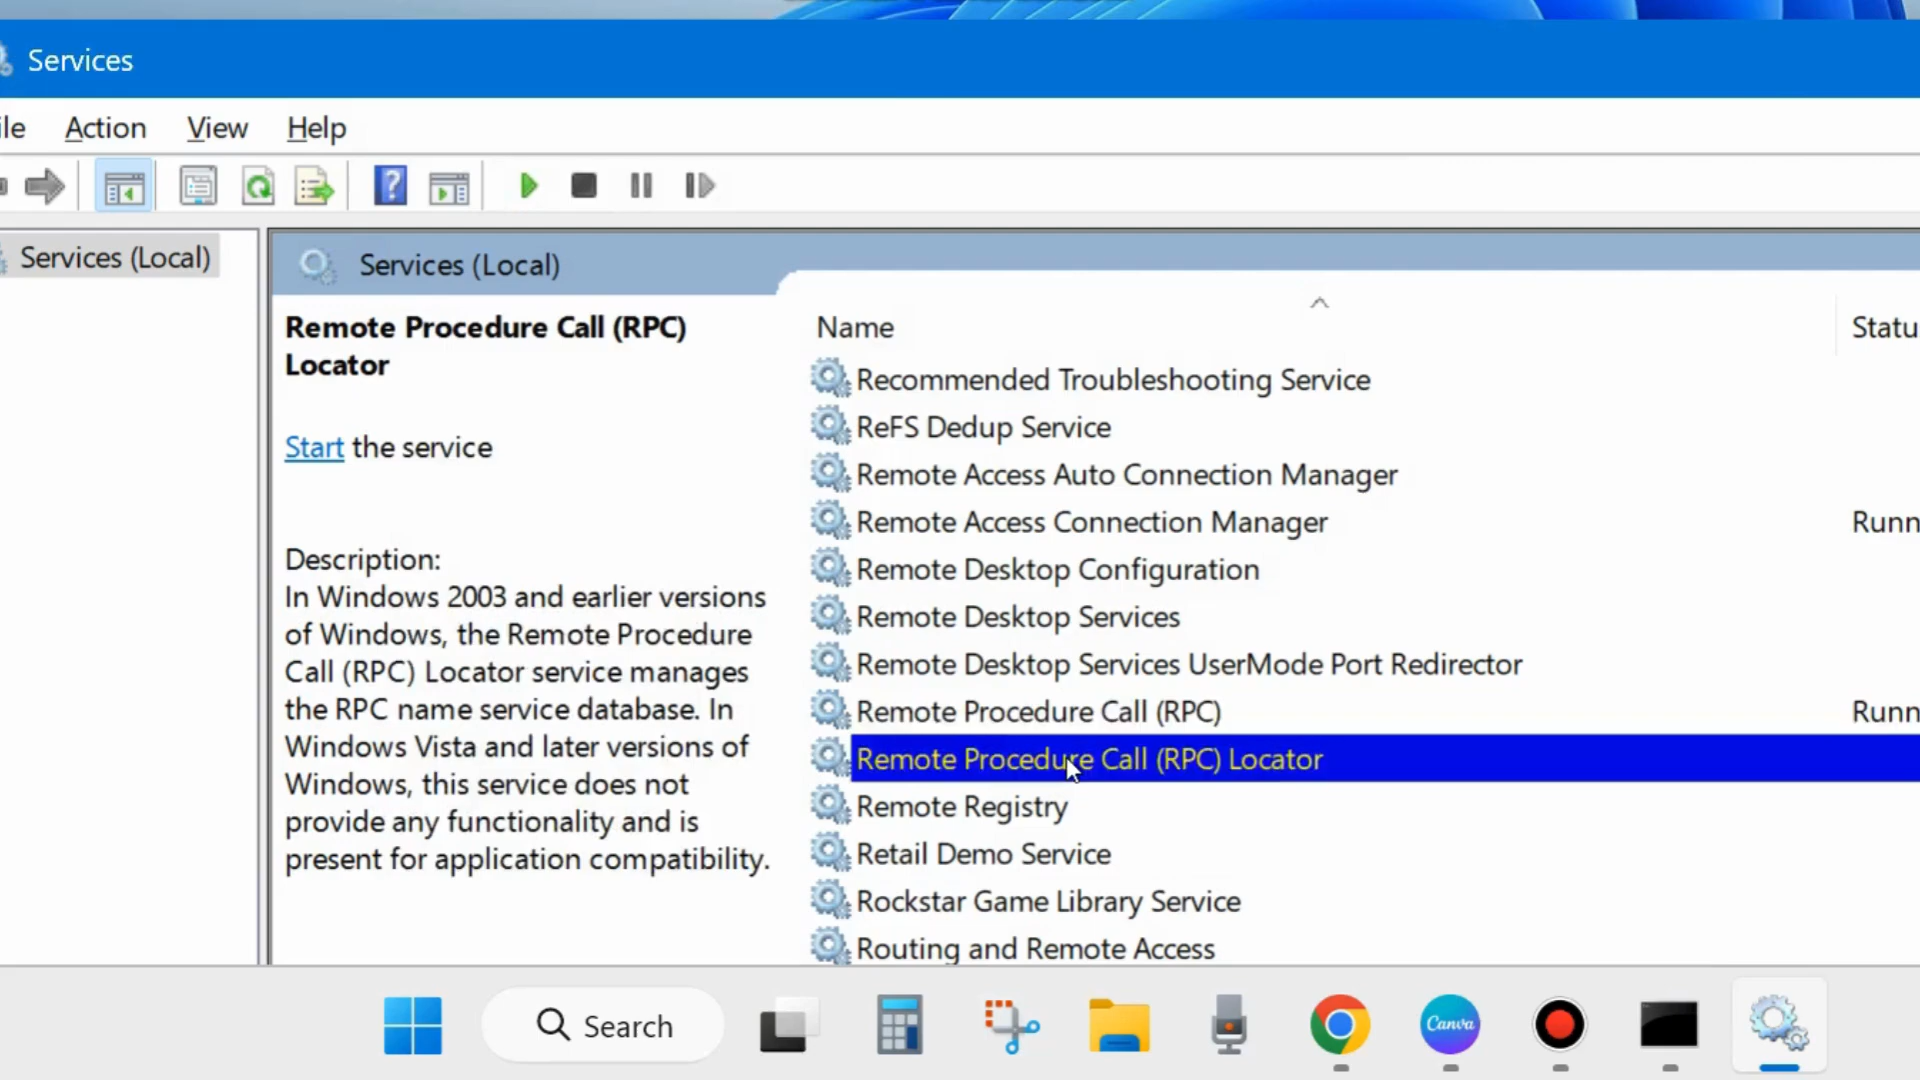 Services
ile Action View Help
Services (Local)
Services (Local)
Remote Procedure Call (RPC)
Locator
Start the service
Description:
In Windows 2003 and earlier versions
of Windows, the Remote Procedure
Call (RPC) Locator service manages
the RPC name service database. In
Windows Vista and later versions of
Windows, this service does not
provide any functionality and is
present for application compatibility.
Name Statu
Recommended Troubleshooting Service
ReFS Dedup Service
Remote Access Auto Connection Manager
Remote Access Connection Manager Runn
Remote Desktop Configuration
Remote Desktop Services
Remote Desktop Services UserMode Port Redirector
Remote Procedure Call (RPC) Runn
Remote Procedure Call (RPC) Locator
Remote Registry
Retail Demo Service
Rockstar Game Library Service
Routing and Remote Access
Search
Canva